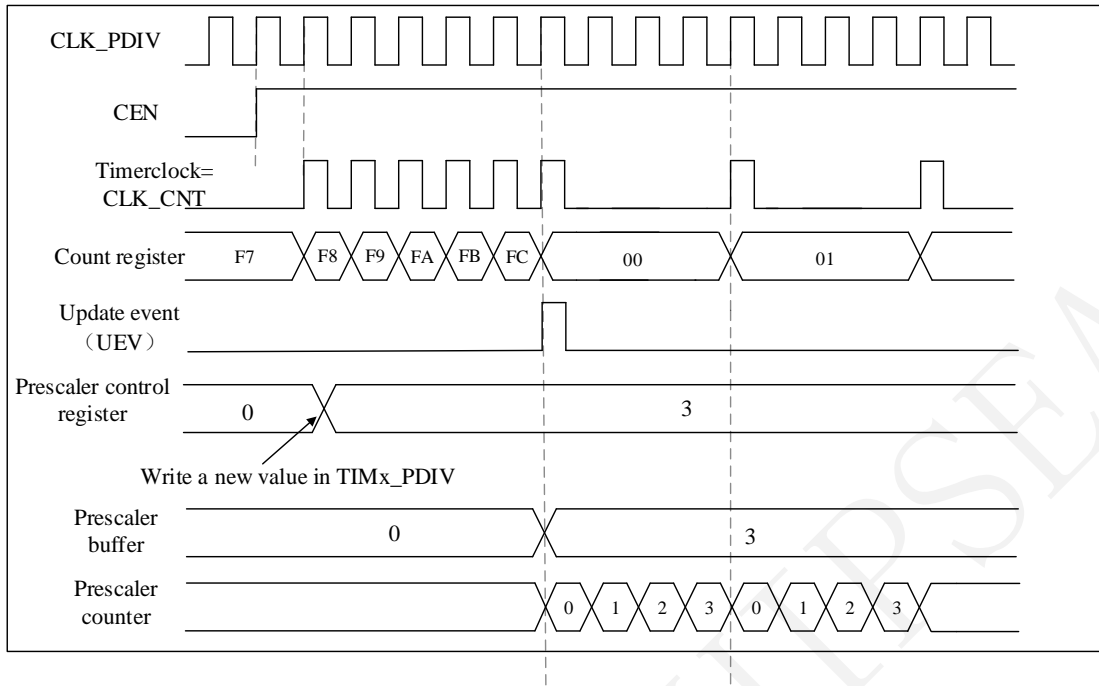 CLK_PDIV
CEN
Timerclock=
CLK_CNT
Count register
F7 F8 F9 FA FB FC 00 01
Update event
（UEV）
Prescaler control
register
0 3
Write a new value in TIMx_PDIV
Prescaler
buffer
0 3
Prescaler
counter
0 1 2 3 0 1 2 3